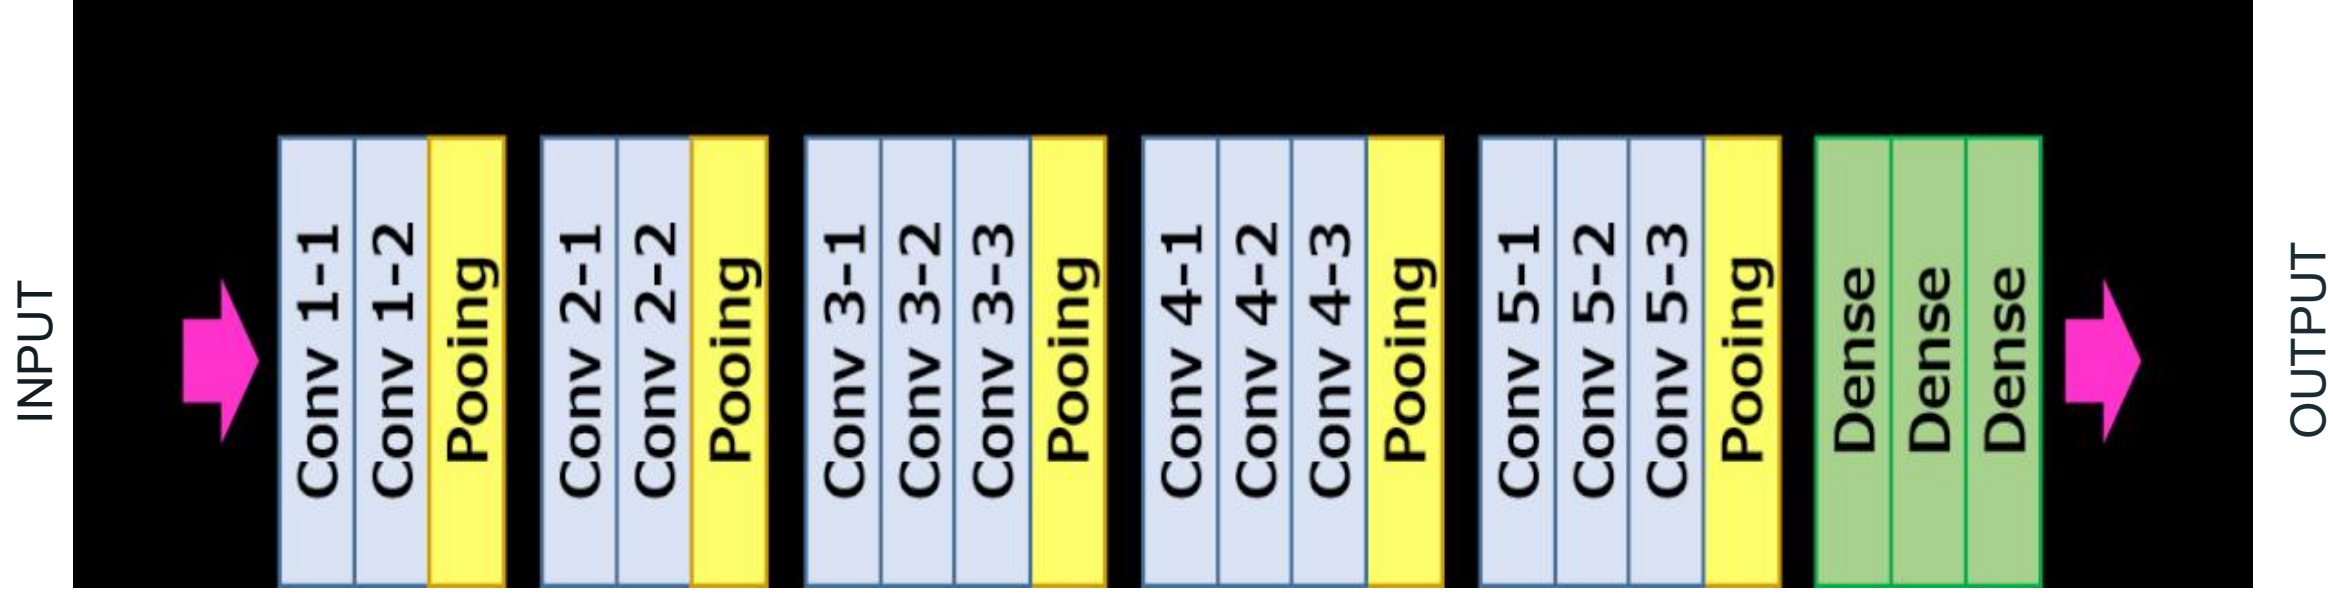 INPUT
Conv 1-1
Conv 1-2
Pooing
Conv 2-1
Conv 2-2
Pooing
Conv 3-1
Conv 3-2
Conv 3-3
Pooing
Conv 4-1
Conv 4-2
Conv 4-3
Pooing
Conv 5-1
Conv 5-2
Conv 5-3
Pooing
Dense
Dense
Dense
OUTPUT